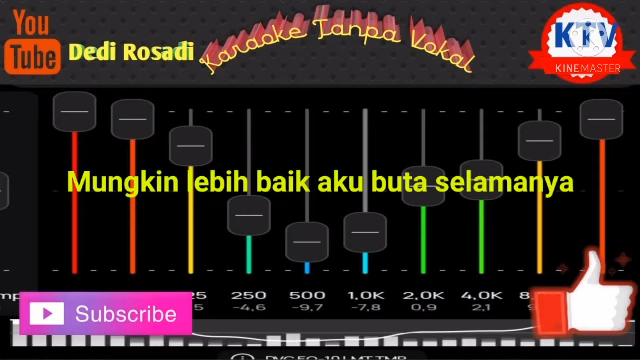 You
Tube
Dedi Rosadi
Karaoke Tanpa Vokal
KTV
KINEMASTER
Mungkin lebih baik aku buta selamanya
250 500 1,0K 2,0K 4,0K
-4,6 -9,7 -7,8 0,9 2,1
Subscribe